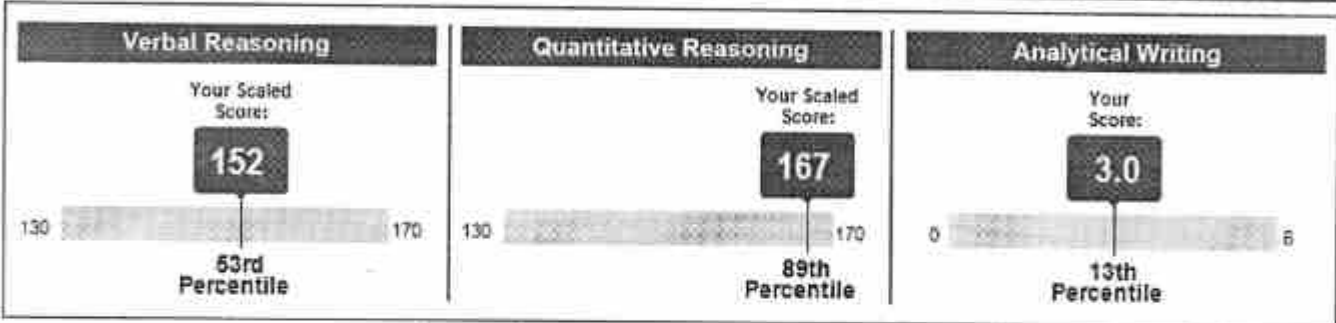 Verbal Reasoning
Your Scaled
Score:
152
130
170
53rd
Percentile
Quantitative Reasoning
Your Scaled
Score:
167
130
170
89th
Percentile
Analytical Writing
Your
Score:
3.0
0
6
13th
Percentile